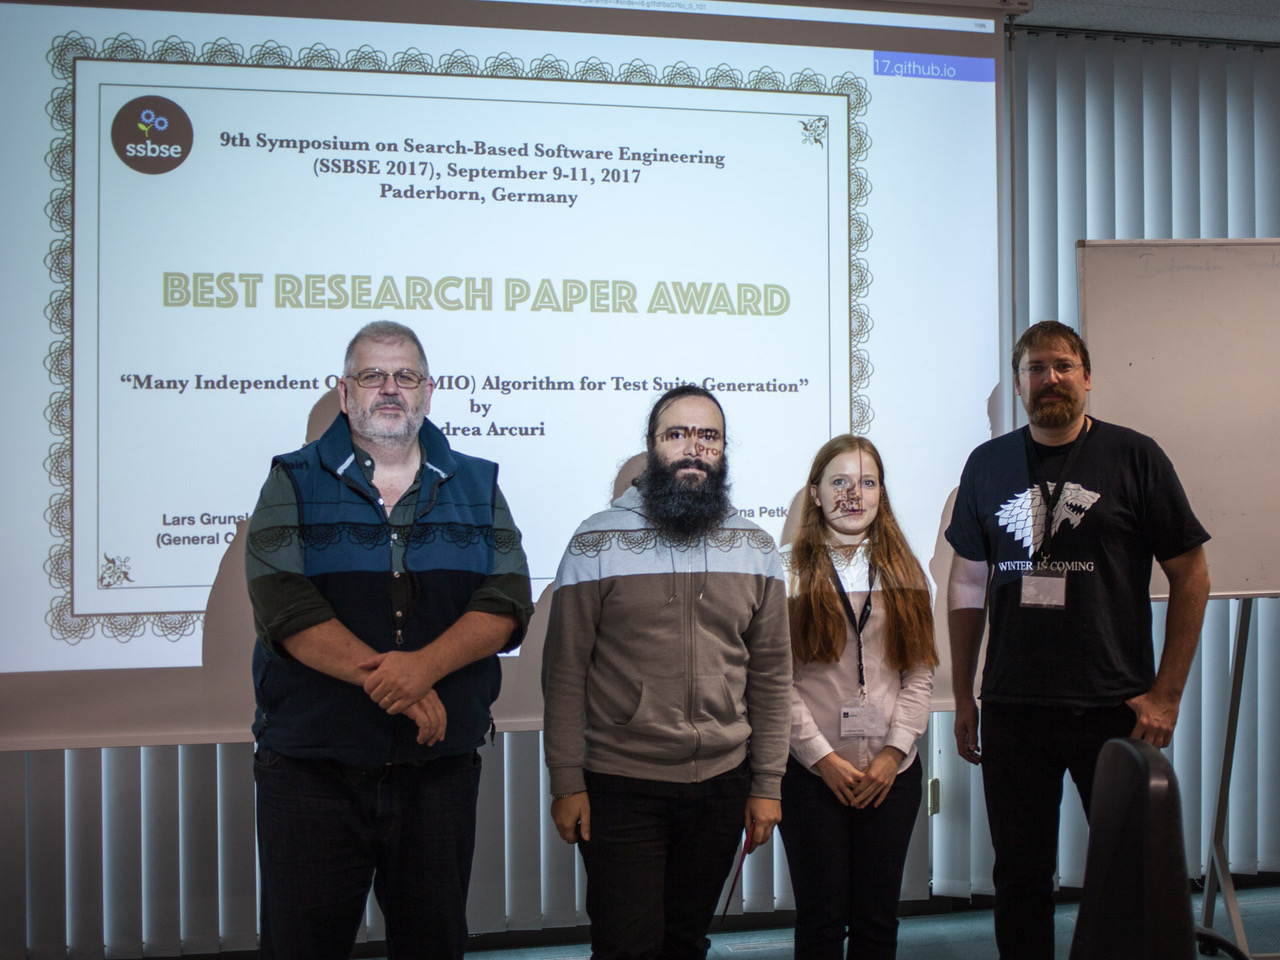 17.github.io
ssbse
9th Symposium on Search-Based Software Engineering
(SSBSE 2017), September 9-11, 2017
Paderborn, Germany
BEST RESEARCH PAPER AWARD
“Many Independent O MIO) Algorithm for Test Suite Generation”
by
drea Arcuri
Lars Grunsk
na Petk
(General C
WINTER IS COMING